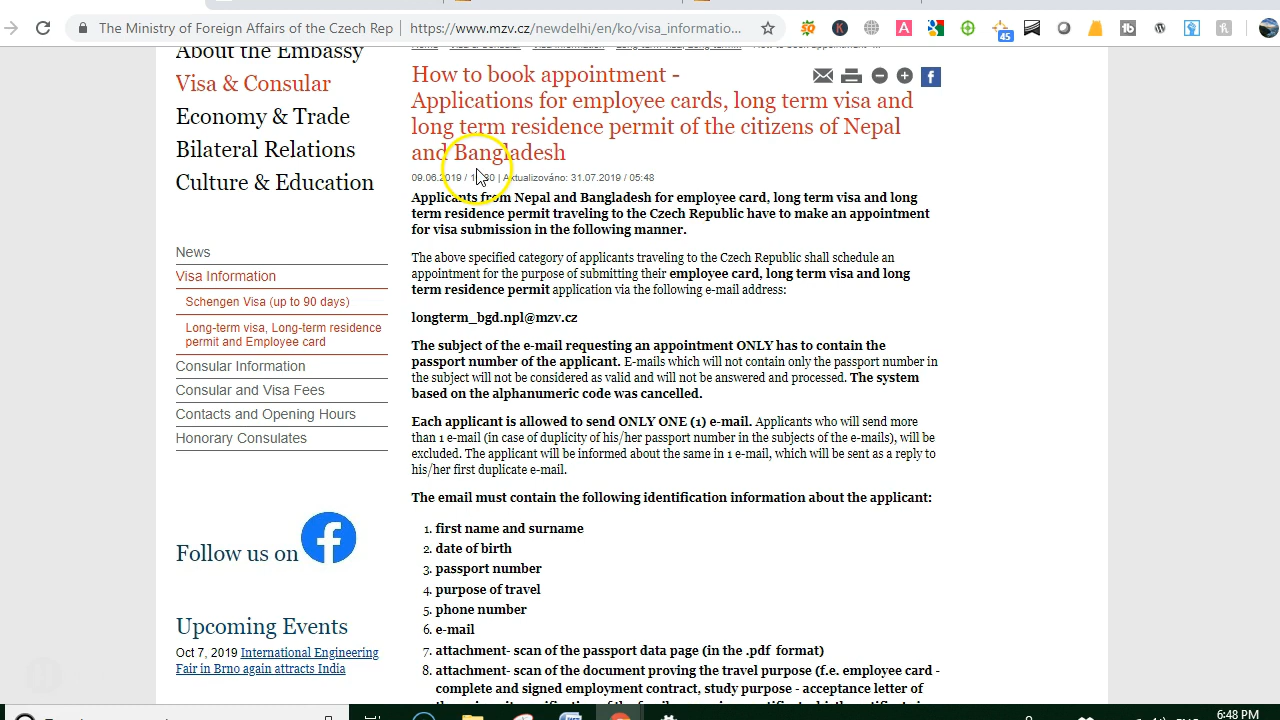 The Ministry of Foreign Affairs of the Czech Rep
https://www.mzv.cz/newdelhi/en/ko/visa_informatio...
45
About the Embassy
Visa & Consular
Economy & Trade
Bilateral Relations
Culture & Education
News
Visa Information
Schengen Visa (up to 90 days)
Long-term visa, Long-term residence
permit and Employee card
Consular Information
Consular and Visa Fees
Contacts and Opening Hours
Honorary Consulates
Follow us on
Upcoming Events
Oct 7, 2019 International Engineering
Fair in Brno again attracts India
How to book appointment -
Applications for employee cards, long term visa and
long term residence permit of the citizens of Nepal
and Bangladesh
09.06.2019 / | Aktualizováno: 31.07.2019 / 05:48
Applicants from Nepal and Bangladesh for employee card, long term visa and long
term residence permit traveling to the Czech Republic have to make an appointment
for visa submission in the following manner.
The above specified category of applicants traveling to the Czech Republic shall schedule an
appointment for the purpose of submitting their employee card, long term visa and long
term residence permit application via the following e-mail address:
longterm_bgd.npl@mzv.cz
The subject of the e-mail requesting an appointment ONLY has to contain the
passport number of the applicant. E-mails which will not contain only the passport number in
the subject will not be considered as valid and will not be answered and processed. The system
based on the alphanumeric code was cancelled.
Each applicant is allowed to send ONLY ONE (1) e-mail. Applicants who will send more
than 1 e-mail (in case of duplicity of his/her passport number in the subjects of the e-mails), will be
excluded. The applicant will be informed about the same in 1 e-mail, which will be sent as a reply to
his/her first duplicate e-mail.
The email must contain the following identification information about the applicant:
1. first name and surname
2. date of birth
3. passport number
4. purpose of travel
5. phone number
6. e-mail
7. attachment- scan of the passport data page (in the .pdf format)
8. attachment- scan of the document proving the travel purpose (f.e. employee card -
complete and signed employment contract, study purpose - acceptance letter of
6:48 PM